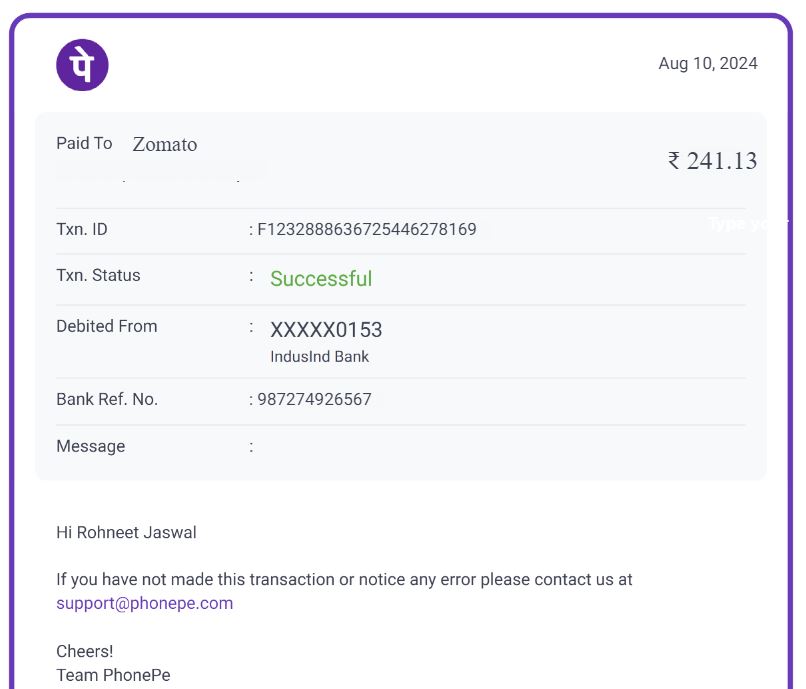 पे
Aug 10, 2024
Paid To Zomato
₹ 241.13
Txn. ID : F1232888636725446278169
Type yo
Txn. Status : Successful
Debited From : XXXXX0153
IndusInd Bank
Bank Ref. No. : 987274926567
Message :
Hi Rohneet Jaswal
If you have not made this transaction or notice any error please contact us at
support@phonepe.com
Cheers!
Team PhonePe